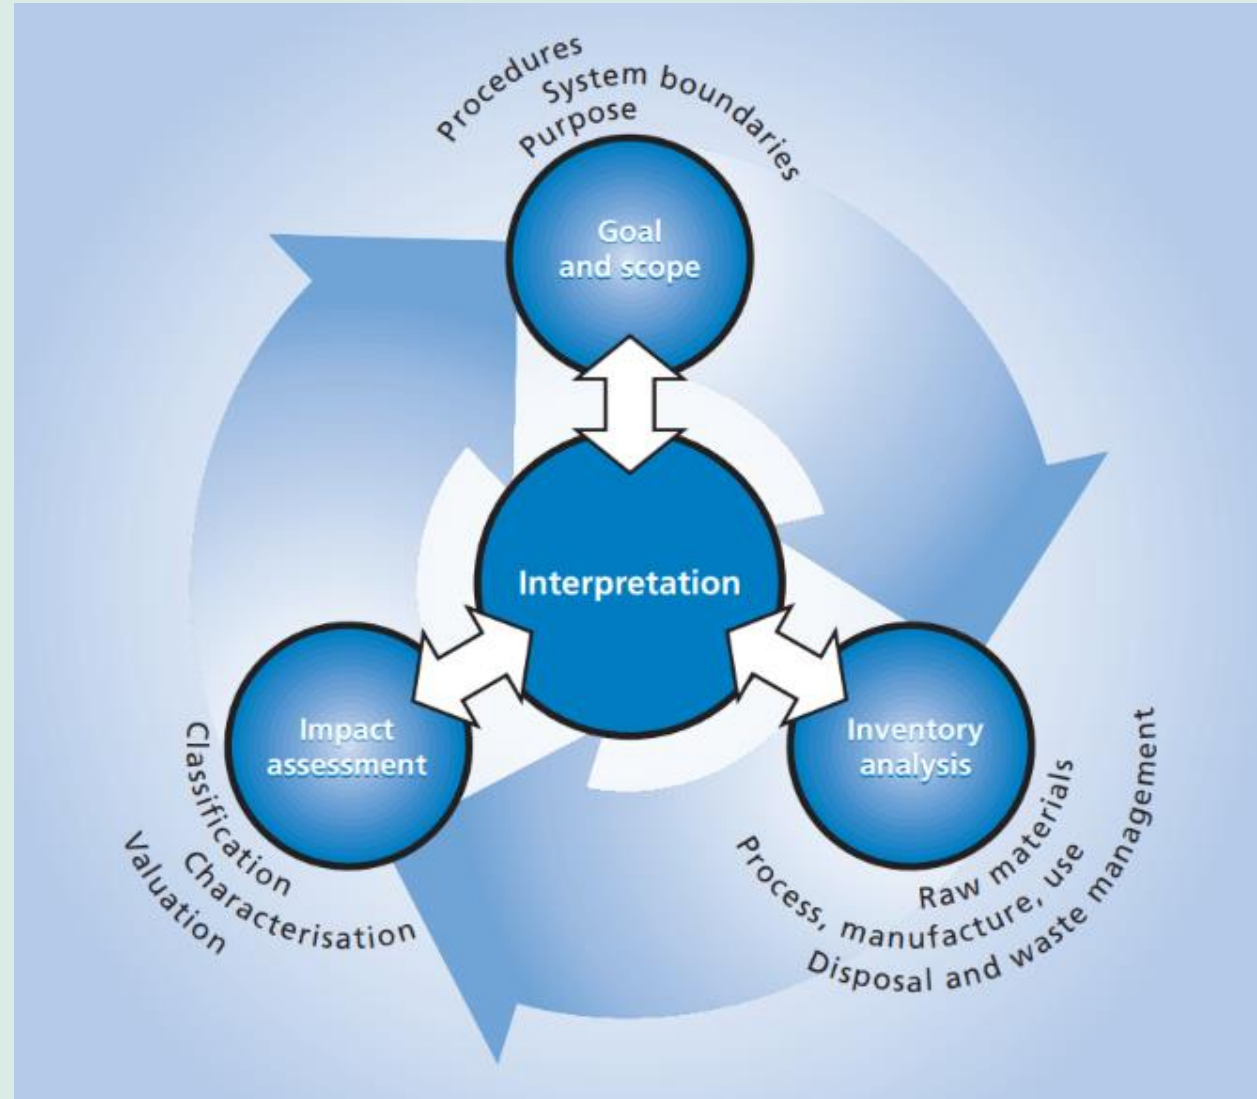 Procedures
System boundaries
Purpose
Goal
and scope
Interpretation
Impact
assessment
Classification
Characterisation
Valuation
Inventory
analysis
Raw materials
Process, manufacture, use
Disposal and waste management